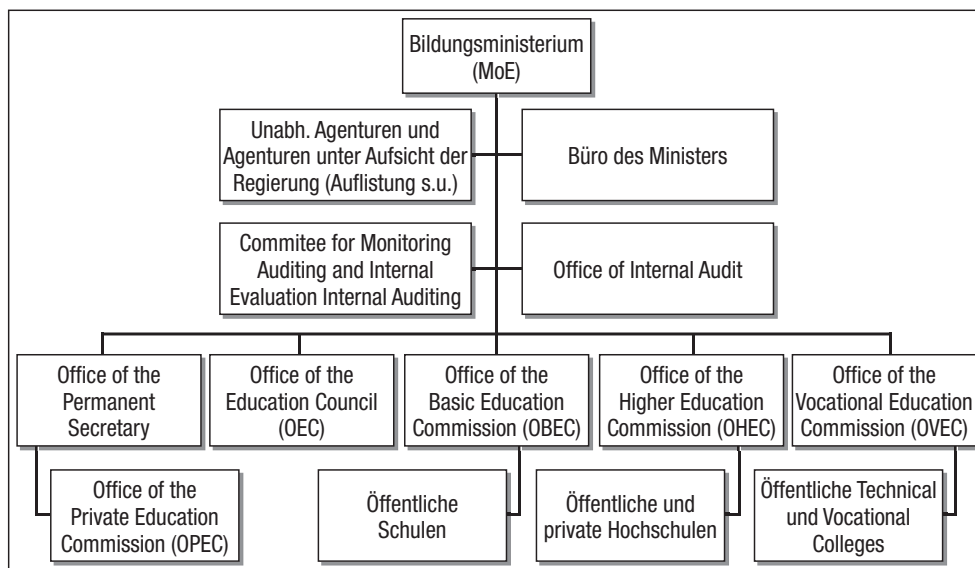 Bildungsministerium
(MoE)
Unabh. Agenturen und
Agenturen unter Aufsicht der
Regierung (Auflistung s.u.)
Büro des Ministers
Commitee for Monitoring
Auditing and Internal
Evaluation Internal Auditing
Office of Internal Audit
Office of the
Permanent
Secretary
Office of the
Education Council
(OEC)
Office of the
Basic Education
Commission (OBEC)
Office of the
Higher Education
Commission (OHEC)
Office of the
Vocational Education
Commission (OVEC)
Office of the
Private Education
Commission (OPEC)
Öffentliche
Schulen
Öffentliche und
private Hochschulen
Öffentliche Technical
und Vocational
Colleges